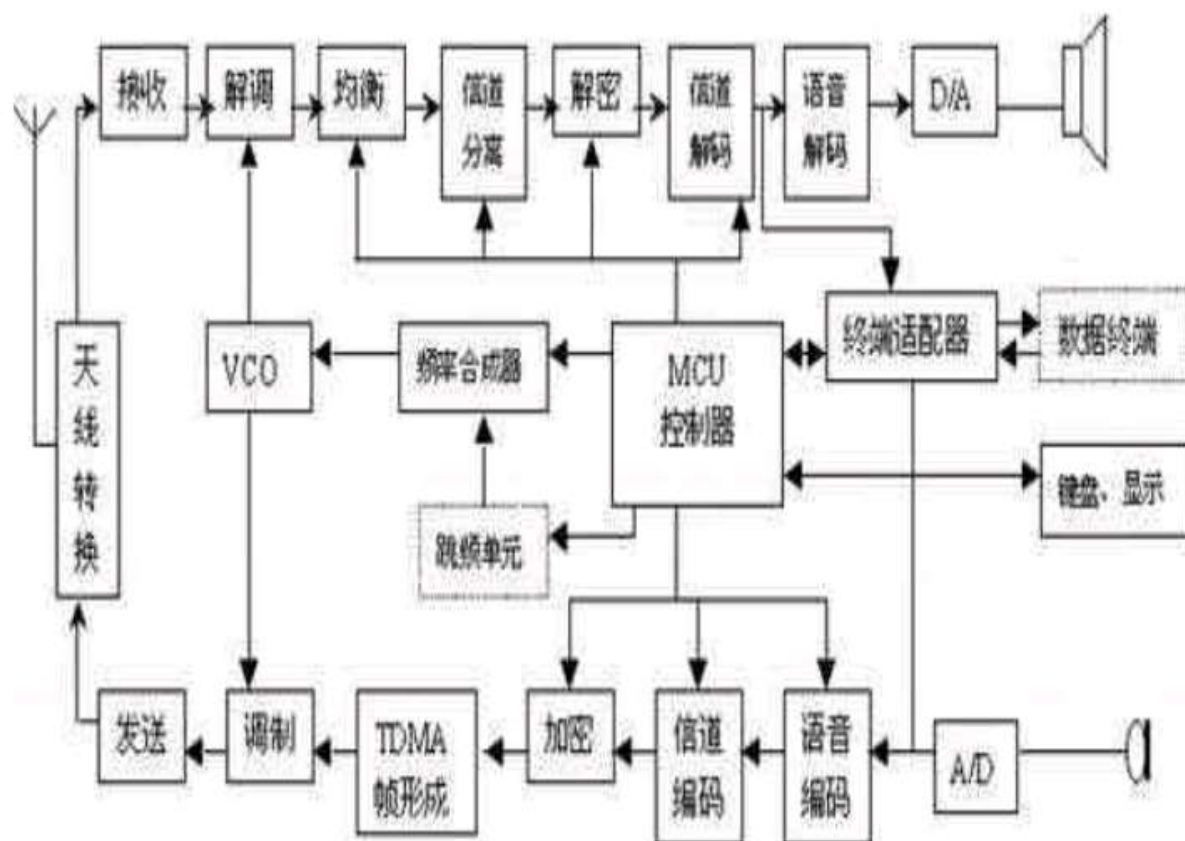 接收
解调
均衡
信道
分离
解密
信道
解码
语音
解码
D/A
天
线
转
换
VCO
频率合成器
MCU
控制器
终端适配器
数据终端
键盘、显示
跳频单元
发送
调制
TDMA
帧形成
加密
信道
编码
语音
编码
A/D